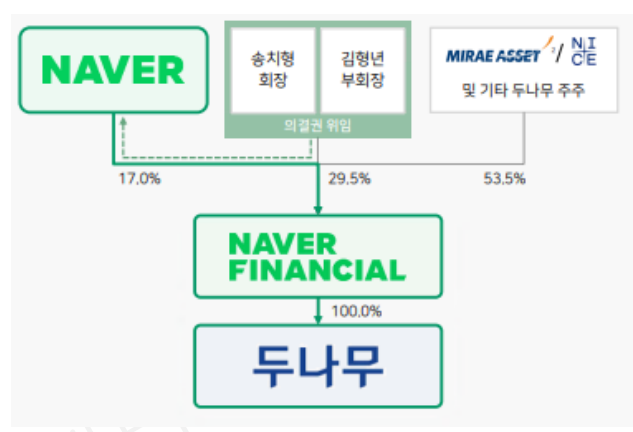 NAVER
송치형
회장
김형년
부회장
의결권 위임
MIRAE ASSET 2 / NICE
및 기타 두나무 주주
17.0%
29.5%
53.5%
NAVER
FINANCIAL
100.0%
두나무